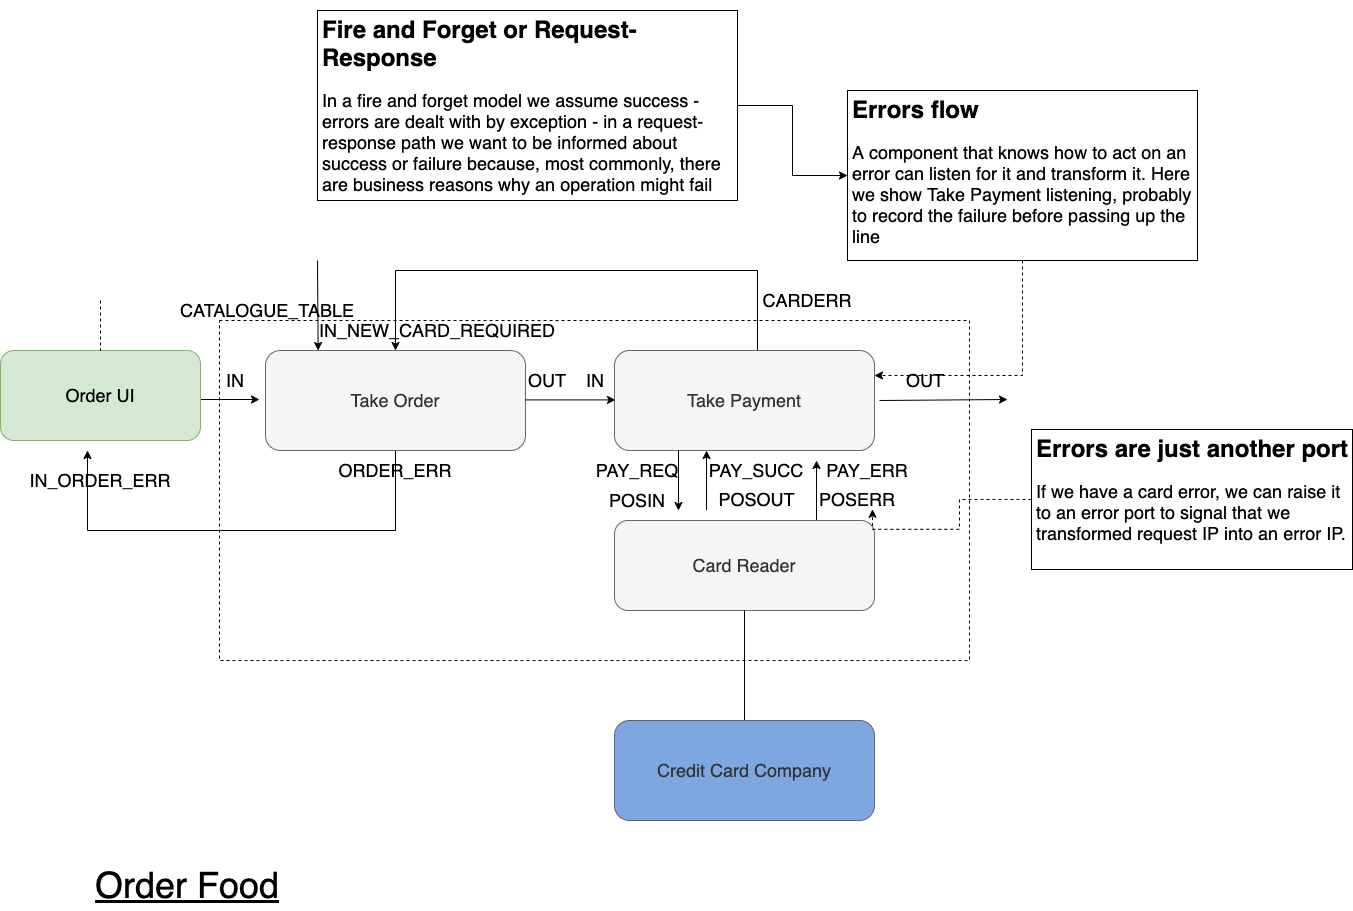 Fire and Forget or Request-
Response
In a fire and forget model we assume success -
errors are dealt with by exception - in a request-
response path we want to be informed about
success or failure because, most commonly, there
are business reasons why an operation might fail
Errors flow
A component that knows how to act on an
error can listen for it and transform it. Here
we show Take Payment listening, probably
to record the failure before passing up the
line
CATALOGUE_TABLE
CARDERR
IN_NEW_CARD_REQUIRED
Order UI
IN
Take Order
OUT
IN
Take Payment
OUT
IN_ORDER_ERR
ORDER_ERR
PAY_REQ
PAY_SUCC
PAY_ERR
POSIN
POSOUT
POSERR
Errors are just another port
If we have a card error, we can raise it
to an error port to signal that we
transformed request IP into an error IP.
Card Reader
Credit Card Company
Order Food